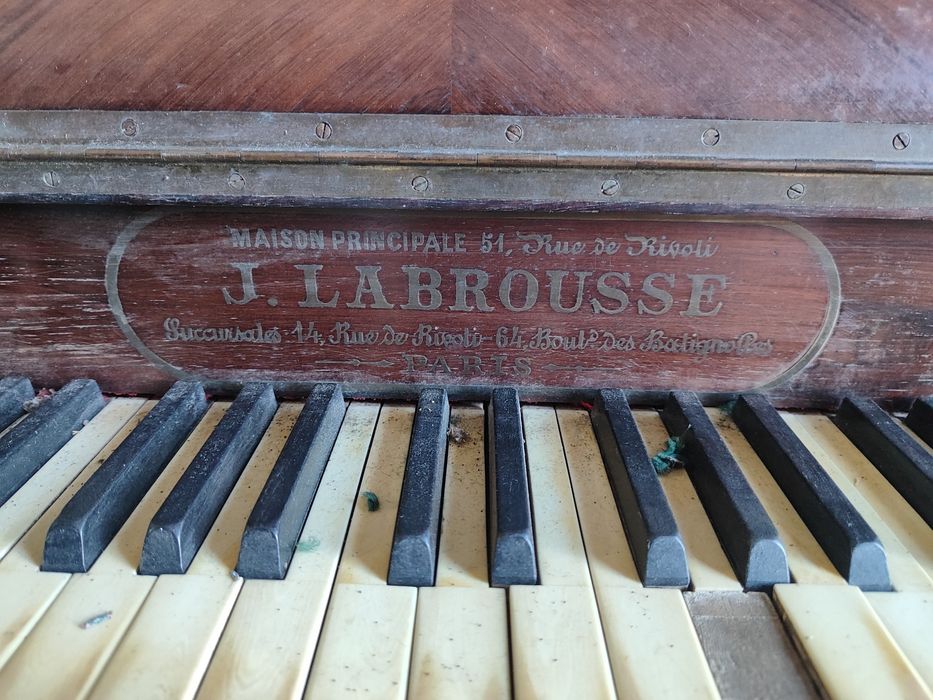 MAISON PRINCIPALE 51, Rue de Rivoli
J. LABROUSSE
Succursales 14, Rue de Rivoli 64, Boulᵈ. des Batignolles
PARIS